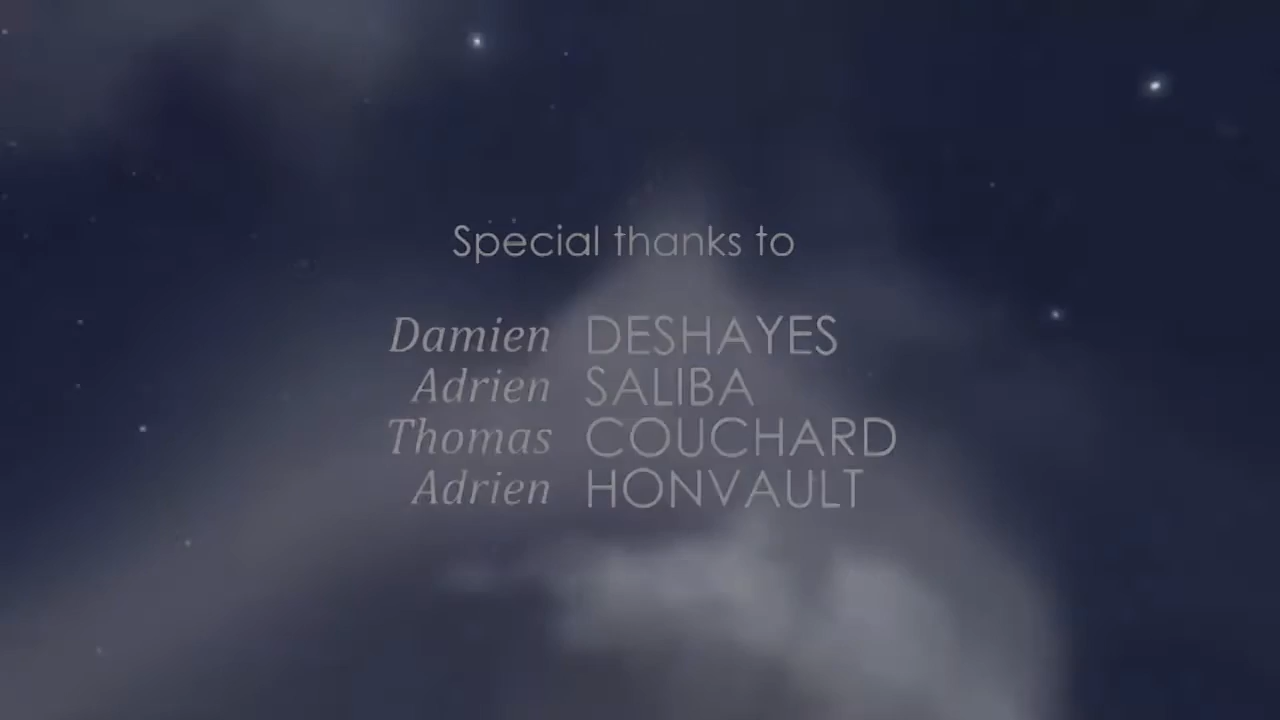 Special thanks to
Damien DESHAYES
Adrien SALIBA
Thomas COUCHARD
Adrien HONVAULT